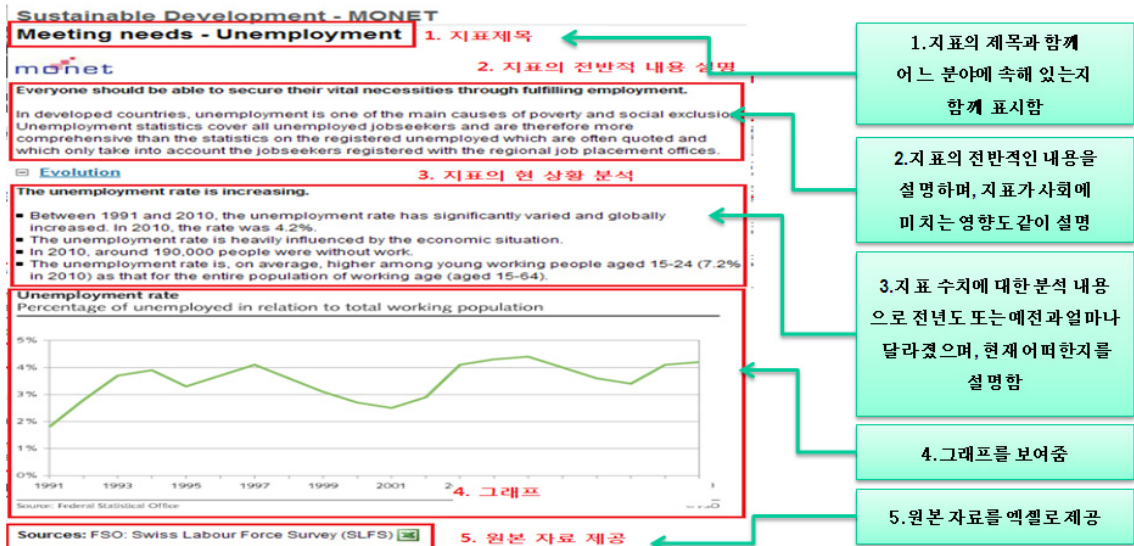 Sustainable Development - MONET
Meeting needs - Unemployment
1. 지표제목
monet
2. 지표의 전반적 내용 설명
Everyone should be able to secure their vital necessities through fulfilling employment.
In developed countries, unemployment is one of the main causes of poverty and social exclusio
Unemployment statistics cover all unemployed jobseekers and are therefore more
comprehensive than the statistics on the registered unemployed which are often quoted and
which only take into account the jobseekers registered with the regional job placement offices.
Evolution
3. 지표의 현 상황 분석
The unemployment rate is increasing.
▪ Between 1991 and 2010, the unemployment rate has significantly varied and globally
increased. In 2010, the rate was 4.2%.
▪ The unemployment rate is heavily influenced by the economic situation.
▪ In 2010, around 190,000 people were without work.
▪ The unemployment rate is, on average, higher among young working people aged 15-24 (7.2%
in 2010) as that for the entire population of working age (aged 15-64).
Unemployment rate
Percentage of unemployed in relation to total working population
5%
4%
3%
2%
1%
0%
1991 1993 1995 1997 1999 2001
4. 그래프
Source: Federal Statistical Office
Sources: FSO: Swiss Labour Force Survey (SLFS)
5. 원본 자료 제공
1.지표의 제목과 함께
어느 분야에 속해 있는지
함께 표시함
2.지표의 전반적인 내용을
설명하며, 지표가 사회에
미치는 영향도 같이 설명
3.지표 수치에 대한 분석 내용
으로 전년도 또는 예전과 얼마나
달라졌으며, 현재 어떠한지를
설명함
4.그래프를 보여줌
5.원본 자료를 엑셀로 제공